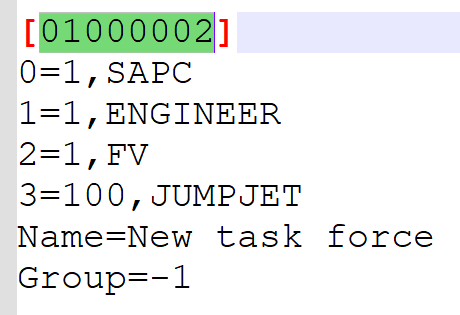 [01000002]
0=1,SAPC
1=1,ENGINEER
2=1,FV
3=100,JUMPJET
Name=New task force
Group=-1